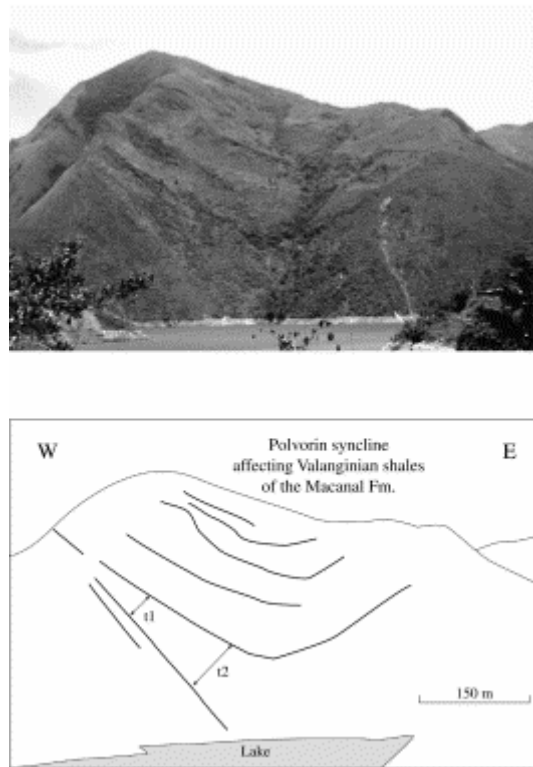 W
E
Polvorin syncline
affecting Valanginian shales
of the Macanal Fm.
t1
t2
150 m
Lake